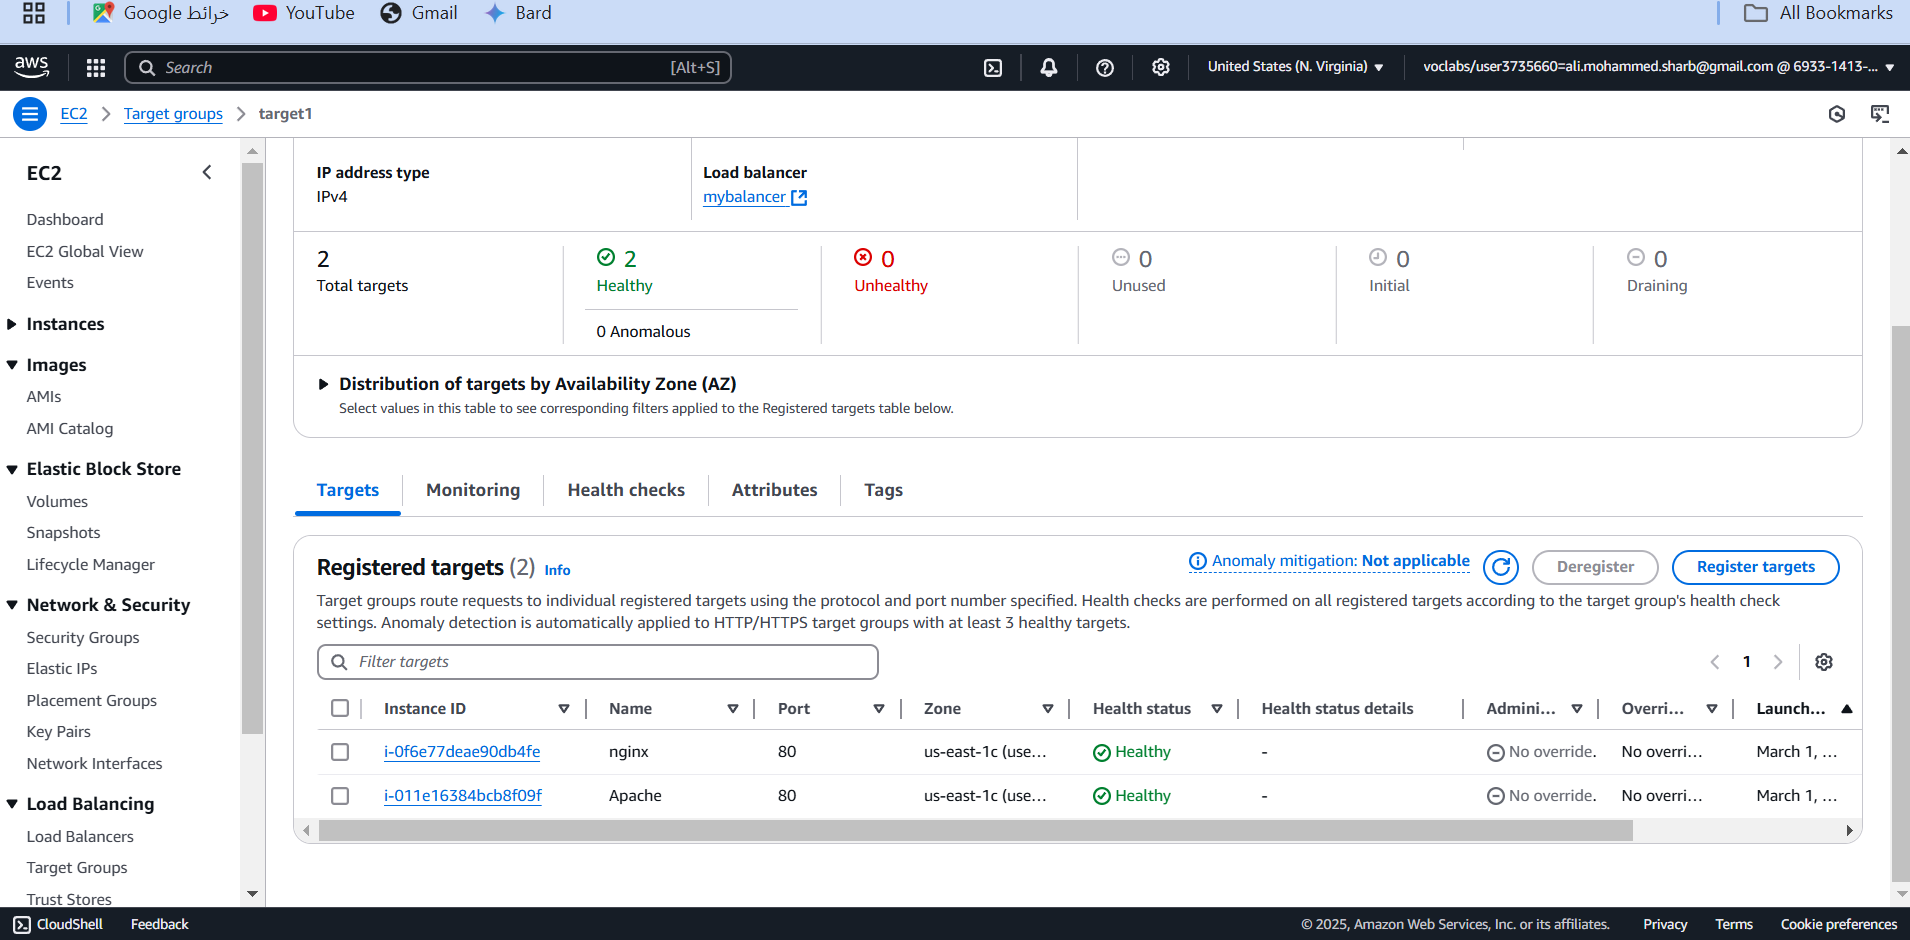 Google خرائط
YouTube
Gmail
Bard
All Bookmarks
aws
Search
[Alt+S]
United States (N. Virginia)
voclabs/user3735660=ali.mohammed.sharb@gmail.com @ 6933-1413-...
EC2
Target groups
target1
EC2
Dashboard
EC2 Global View
Events
Instances
Images
AMIs
AMI Catalog
Elastic Block Store
Volumes
Snapshots
Lifecycle Manager
Network & Security
Security Groups
Elastic IPs
Placement Groups
Key Pairs
Network Interfaces
Load Balancing
Load Balancers
Target Groups
Trust Stores
IP address type
IPv4
Load balancer
mybalancer
2
Total targets
2
Healthy
0 Anomalous
0
Unhealthy
0
Unused
0
Initial
0
Draining
Distribution of targets by Availability Zone (AZ)
Select values in this table to see corresponding filters applied to the Registered targets table below.
Targets
Monitoring
Health checks
Attributes
Tags
Registered targets (2) Info
Anomaly mitigation: Not applicable
Deregister
Register targets
Target groups route requests to individual registered targets using the protocol and port number specified. Health checks are performed on all registered targets according to the target group's health check
settings. Anomaly detection is automatically applied to HTTP/HTTPS target groups with at least 3 healthy targets.
Filter targets
1
Instance ID Name Port Zone Health status Health status details Admini... Overri... Launch...
i-0f6e77deae90db4fe nginx 80 us-east-1c (use... Healthy - No override. No overri... March 1, ...
i-011e16384bcb8f09f Apache 80 us-east-1c (use... Healthy - No override. No overri... March 1, ...
CloudShell
Feedback
© 2025, Amazon Web Services, Inc. or its affiliates.
Privacy
Terms
Cookie preferences